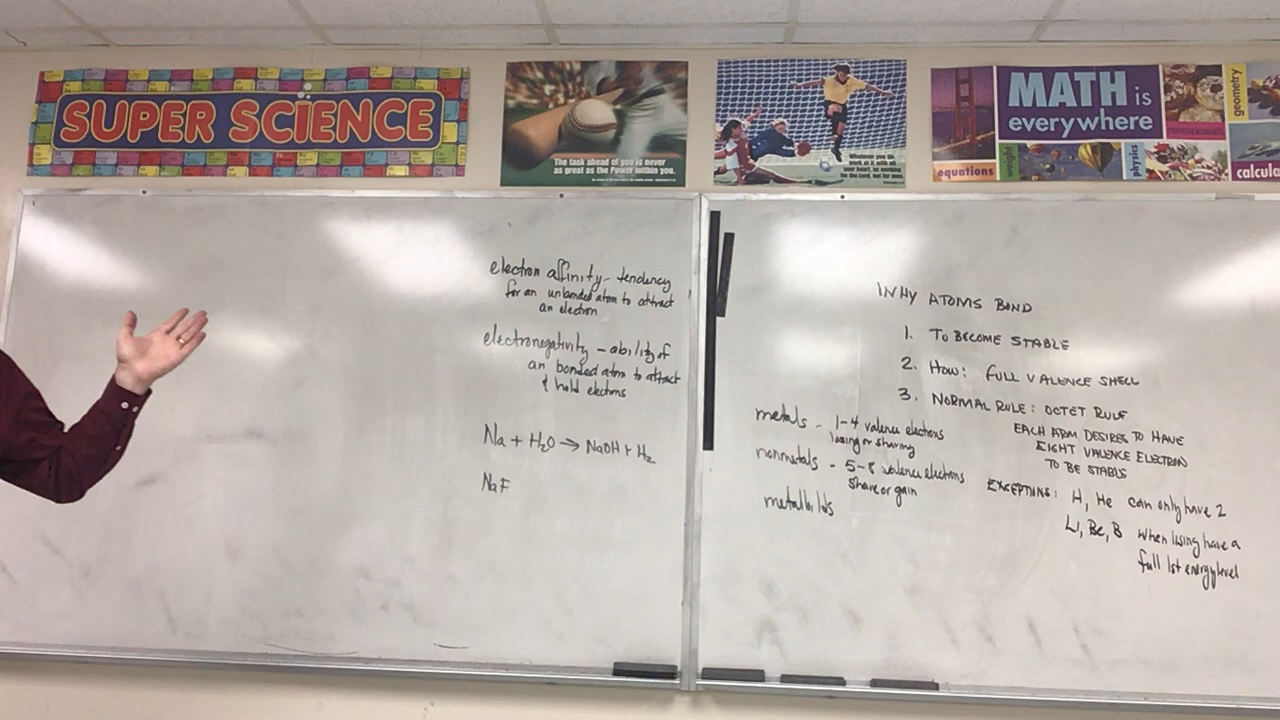 SUPER SCIENCE
The task ahead of you is never
as great as the Power within you.
Whatever you do,
work at it with all
your heart, as working
for the Lord, not for men.
MATH is
everywhere
equations
weight
physics
geometry
calcula
electron affinity - tendency
for an unbonded atom to attract
an electron
electronegativity - ability of
an bonded atom to attract
& hold electrons
Na + H2O → NaOH + H2
NaF
WHY ATOMS BOND
1. TO BECOME STABLE
2. HOW: FULL VALENCE SHELL
3. NORMAL RULE: OCTET RULE
EACH ATOM DESIRES TO HAVE
EIGHT VALENCE ELECTRON
TO BE STABLE
metals - 1-4 valence electrons
losing or sharing
nonmetals - 5-8 valence electrons
share or gain
metalloids
EXCEPTIONS: H, He can only have 2
Li, Be, B when losing have a
full 1st energy level